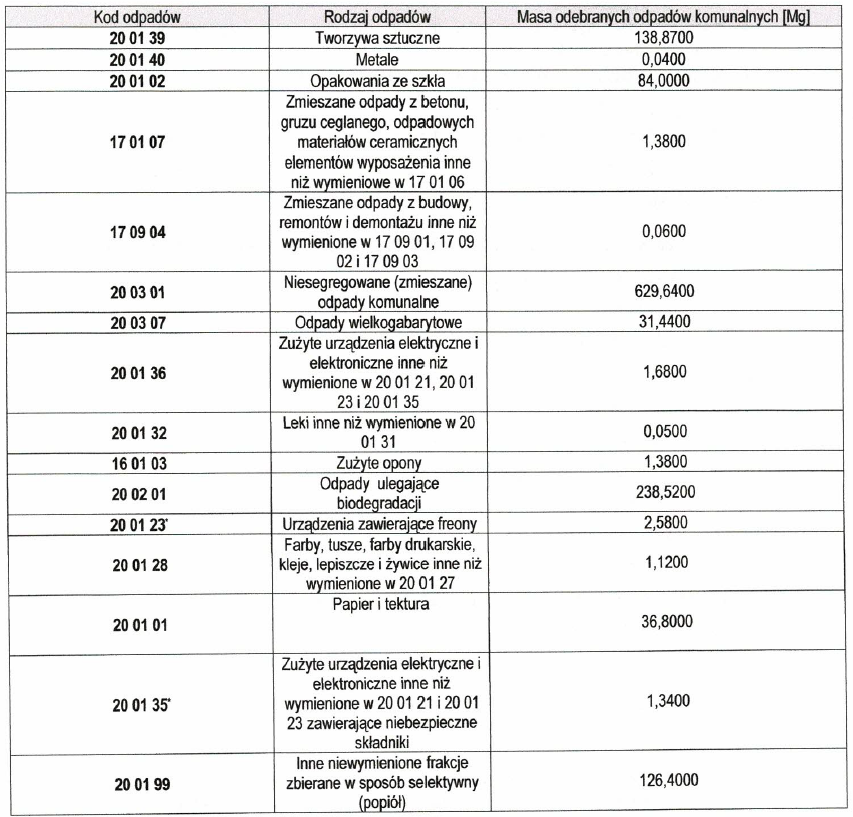 Kod odpadów Rodzaj odpadów Masa odebranych odpadów komunalnych [Mg]
20 01 39 Tworzywa sztuczne 138,8700
20 01 40 Metale 0,0400
20 01 02 Opakowania ze szkła 84,0000
17 01 07 Zmieszane odpady z betonu,
gruzu ceglanego, odpadowych
materiałów ceramicznych
elementów wyposażenia inne
niż wymieniowe w 17 01 06
1,3800
17 09 04 Zmieszane odpady z budowy,
remontów i demontażu inne niż
wymienione w 17 09 01, 17 09
02 i 17 09 03
0,0600
20 03 01 Niesegregowane (zmieszane)
odpady komunalne
629,6400
20 03 07 Odpady wielkogabarytowe 31,4400
20 01 36 Zużyte urządzenia elektryczne i
elektroniczne inne niż
wymienione w 20 01 21, 20 01
23 i 20 01 35
1,6800
20 01 32 Leki inne niż wymienione w 20
01 31
0,0500
16 01 03 Zużyte opony 1,3800
20 02 01 Odpady ulegające
biodegradacji
238,5200
20 01 23* Urządzenia zawierające freony 2,5800
20 01 28 Farby, tusze, farby drukarskie,
kleje, lepiszcze i żywice inne niż
wymienione w 20 01 27
1,1200
20 01 01 Papier i tektura 36,8000
20 01 35* Zużyte urządzenia elektryczne i
elektroniczne inne niż
wymienione w 20 01 21 i 20 01
23 zawierające niebezpieczne
składniki
1,3400
20 01 99 Inne niewymienione frakcje
zbierane w sposób selektywny
(popiół)
126,4000